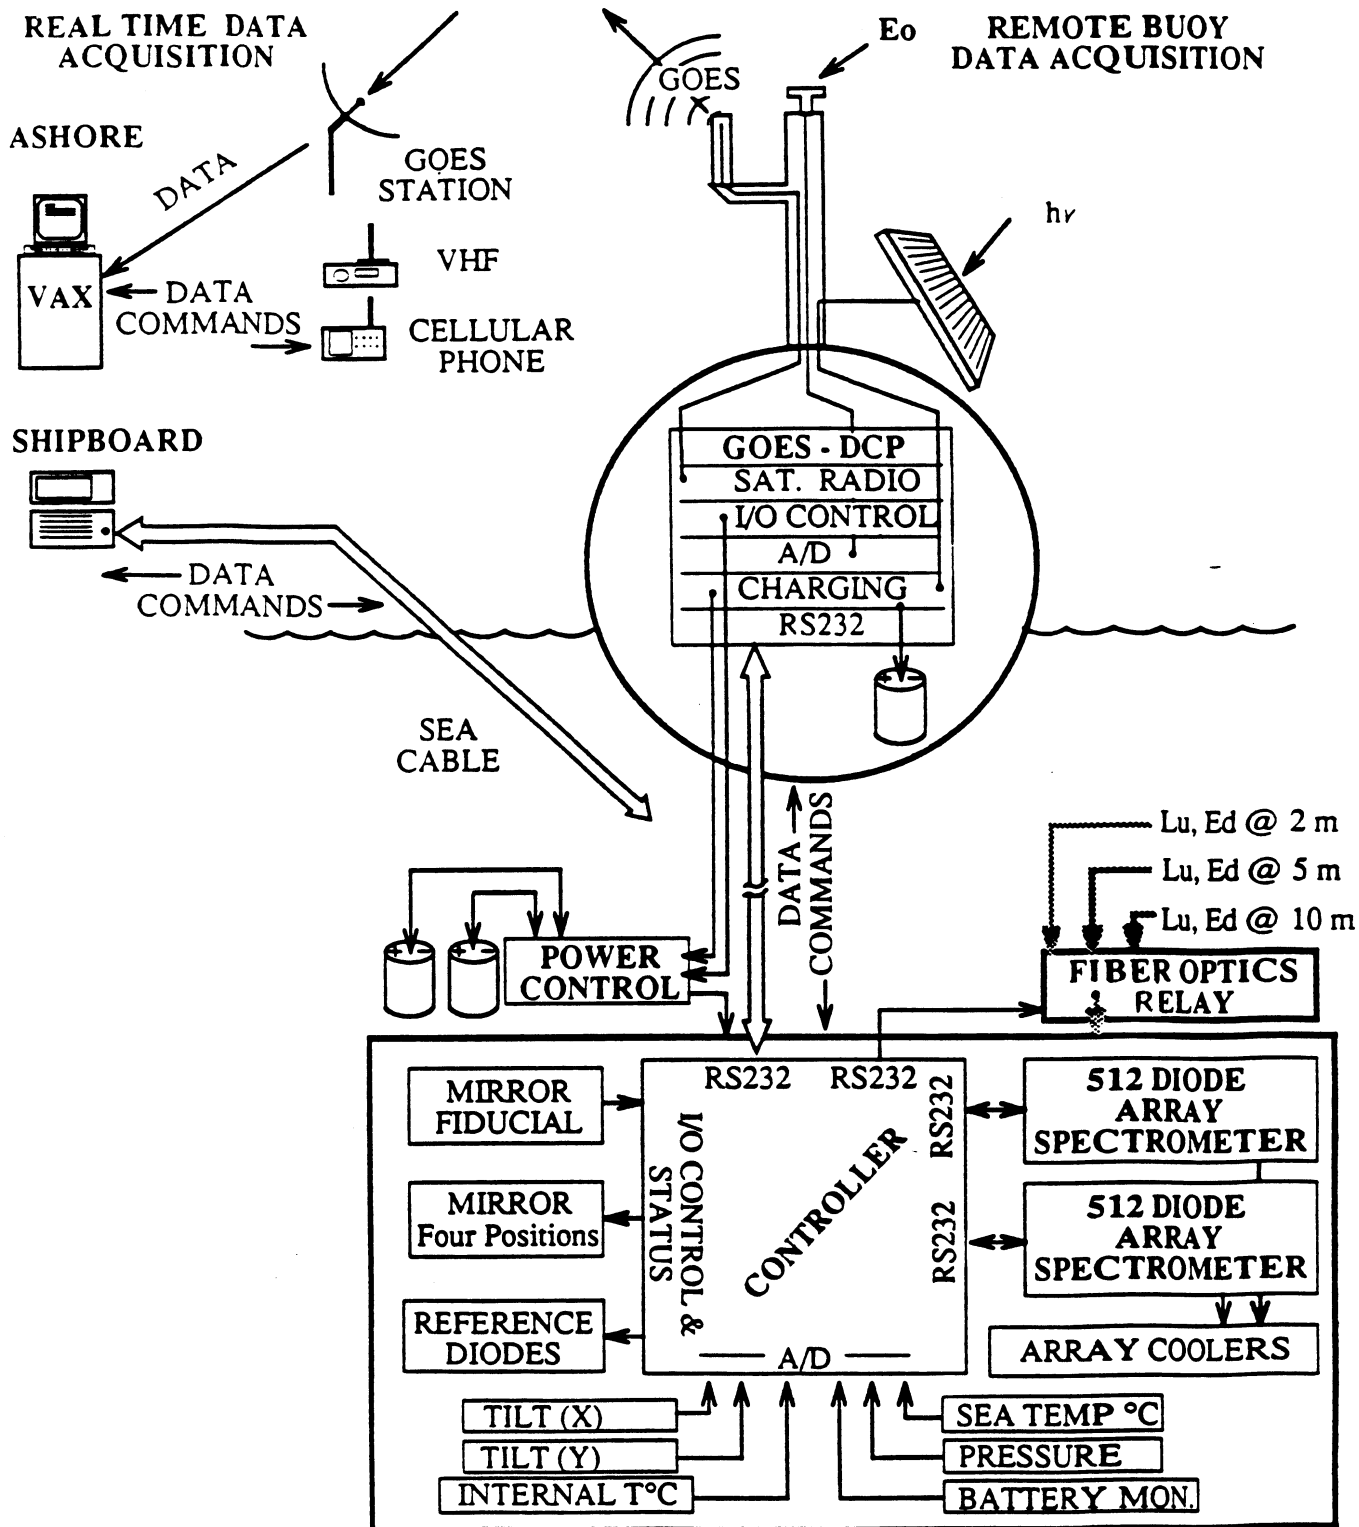 REAL TIME DATA
ACQUISITION
REMOTE BUOY
DATA ACQUISITION
Eo
GOES
ASHORE
DATA
GOES
STATION
hν
VHF
VAX
DATA
COMMANDS
CELLULAR
PHONE
SHIPBOARD
GOES - DCP
SAT. RADIO
I/O CONTROL
A/D
CHARGING
RS232
DATA
COMMANDS
+ -
SEA
CABLE
DATA
COMMANDS
Lu, Ed @ 2 m
Lu, Ed @ 5 m
Lu, Ed @ 10 m
+ -
+ -
POWER
CONTROL
FIBER OPTICS
RELAY
RS232
RS232
RS232
RS232
I/O CONTROL &
STATUS
CONTROLLER
A/D
MIRROR
FIDUCIAL
MIRROR
Four Positions
REFERENCE
DIODES
512 DIODE
ARRAY
SPECTROMETER
512 DIODE
ARRAY
SPECTROMETER
ARRAY COOLERS
TILT (X)
TILT (Y)
INTERNAL T°C
SEA TEMP °C
PRESSURE
BATTERY MON.